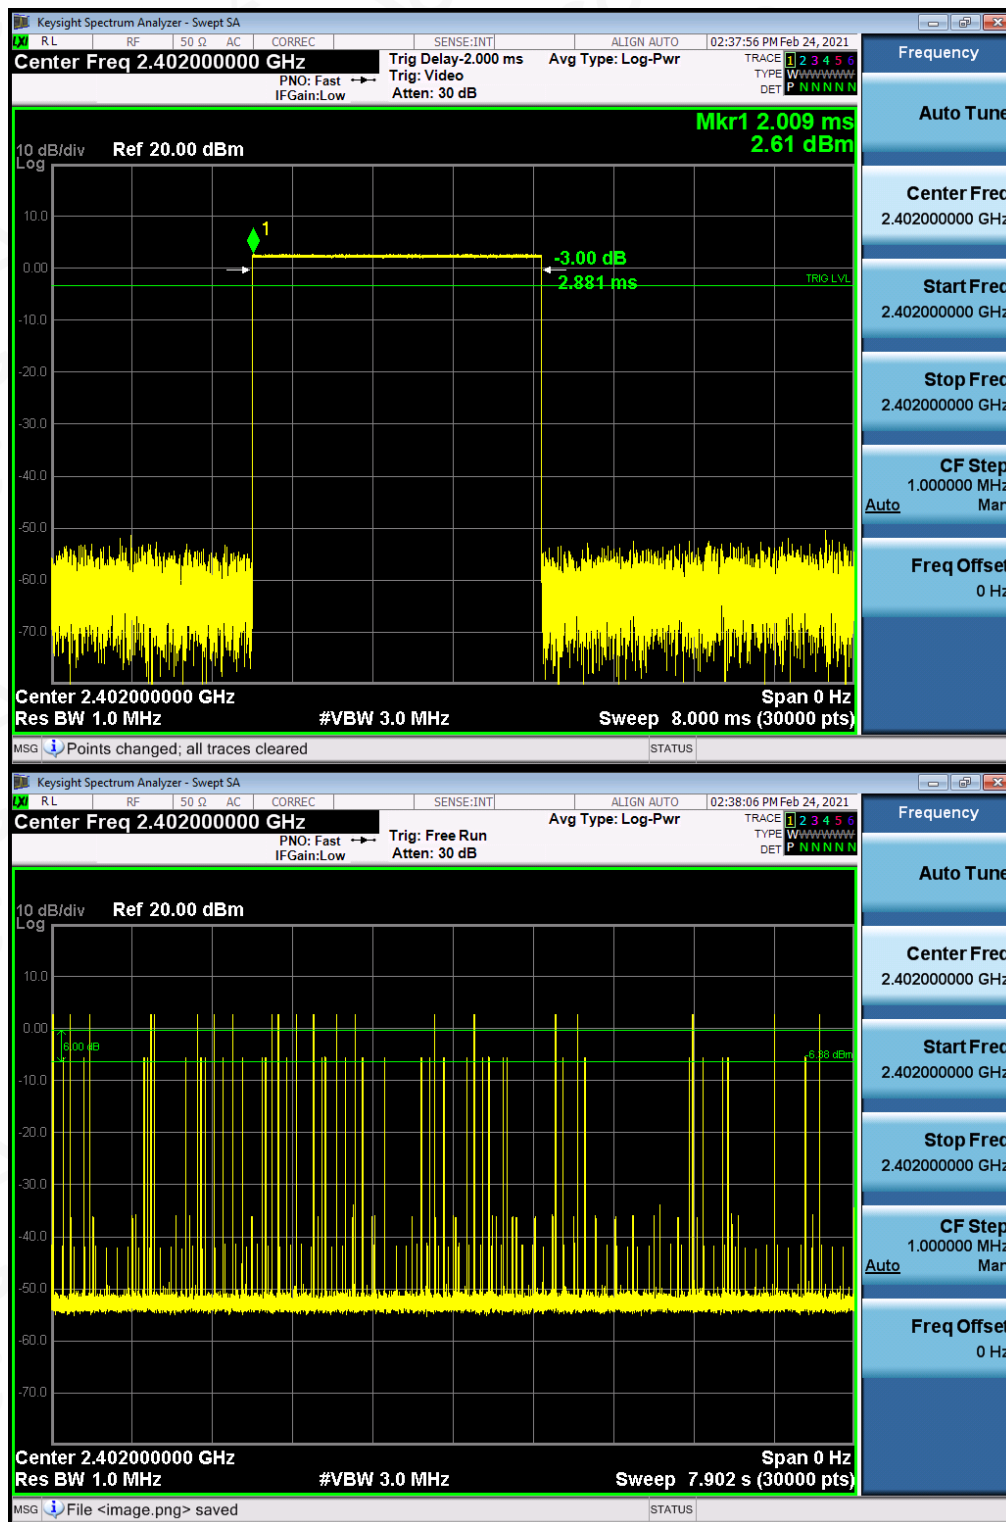 Keysight Spectrum Analyzer - Swept SA
LXI RL RF 50 Ω AC CORREC SENSE:INT ALIGN AUTO 02:37:56 PM Feb 24, 2021
Center Freq 2.402000000 GHz
PNO: Fast
IFGain:Low
Trig Delay-2.000 ms
Trig: Video
Atten: 30 dB
Avg Type: Log-Pwr
TRACE 1 2 3 4 5 6
TYPE WWWWWW
DET P N N N N N
Mkr1 2.009 ms
2.61 dBm
10 dB/div Ref 20.00 dBm
Log
10.0
1
0.00
-3.00 dB
2.881 ms
TRIG LVL
-10.0
-20.0
-30.0
-40.0
-50.0
-60.0
-70.0
Center 2.402000000 GHz Span 0 Hz
Res BW 1.0 MHz #VBW 3.0 MHz Sweep 8.000 ms (30000 pts)
MSG Points changed; all traces cleared STATUS
Frequency
Auto Tune
Center Freq
2.402000000 GHz
Start Freq
2.402000000 GHz
Stop Freq
2.402000000 GHz
CF Step
1.000000 MHz
Auto Man
Freq Offset
0 Hz
Keysight Spectrum Analyzer - Swept SA
LXI RL RF 50 Ω AC CORREC SENSE:INT ALIGN AUTO 02:38:06 PM Feb 24, 2021
Center Freq 2.402000000 GHz
PNO: Fast
IFGain:Low
Trig: Free Run
Atten: 30 dB
Avg Type: Log-Pwr
TRACE 1 2 3 4 5 6
TYPE WWWWWW
DET P N N N N N
10 dB/div Ref 20.00 dBm
Log
10.0
0.00
6.00 dB
-6.38 dBm
-10.0
-20.0
-30.0
-40.0
-50.0
-60.0
-70.0
Center 2.402000000 GHz Span 0 Hz
Res BW 1.0 MHz #VBW 3.0 MHz Sweep 7.902 s (30000 pts)
MSG File <image.png> saved STATUS
Frequency
Auto Tune
Center Freq
2.402000000 GHz
Start Freq
2.402000000 GHz
Stop Freq
2.402000000 GHz
CF Step
1.000000 MHz
Auto Man
Freq Offset
0 Hz